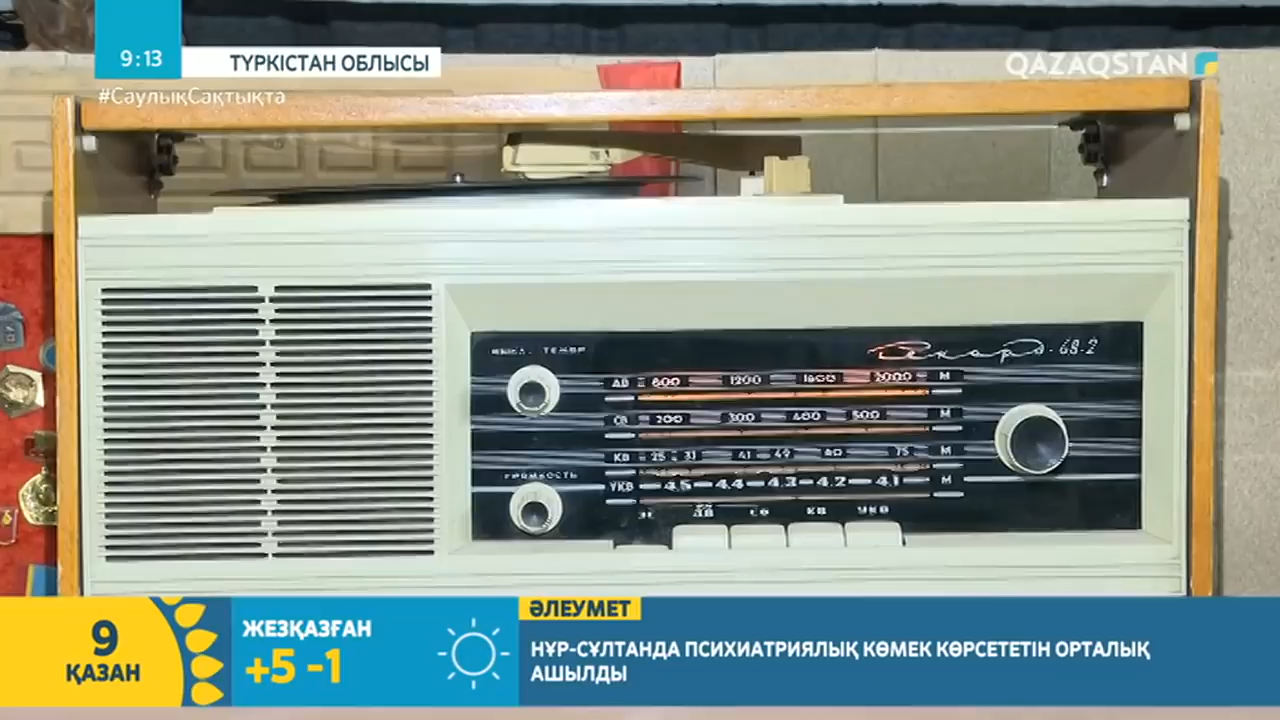 9:13
ТҮРКІСТАН ОБЛЫСЫ
QAZAQSTAN
#СаулықСақтықта
Рекорд-68-2
ДВ 600 1200 1600 2000 М
СВ 200 300 400 500 М
КВ 25 31 41 49 75 М
ГРОМКОСТЬ
УКВ 4.5 4.4 4.3 4.2 4.1 М
ДВ СВ КВ УКВ
9
ҚАЗАН
ЖЕЗҚАЗҒАН
+5 -1
ӘЛЕУМЕТ
НҰР-СҰЛТАНДА ПСИХИАТРИЯЛЫҚ КӨМЕК КӨРСЕТЕТІН ОРТАЛЫҚ
АШЫЛДЫ